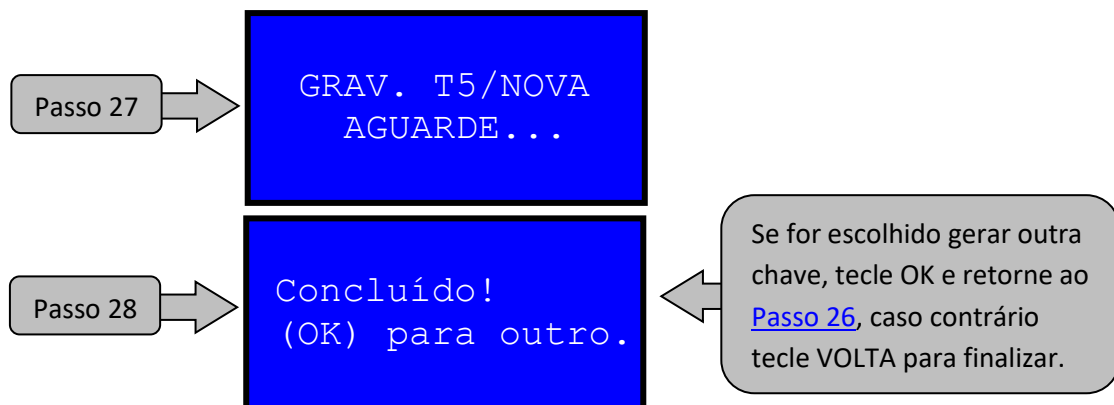 Passo 27
GRAV. T5/NOVA
AGUARDE...
Passo 28
Concluído!
(OK) para outro.
Se for escolhido gerar outra
chave, tecle OK e retorne ao
Passo 26, caso contrário
tecle VOLTA para finalizar.